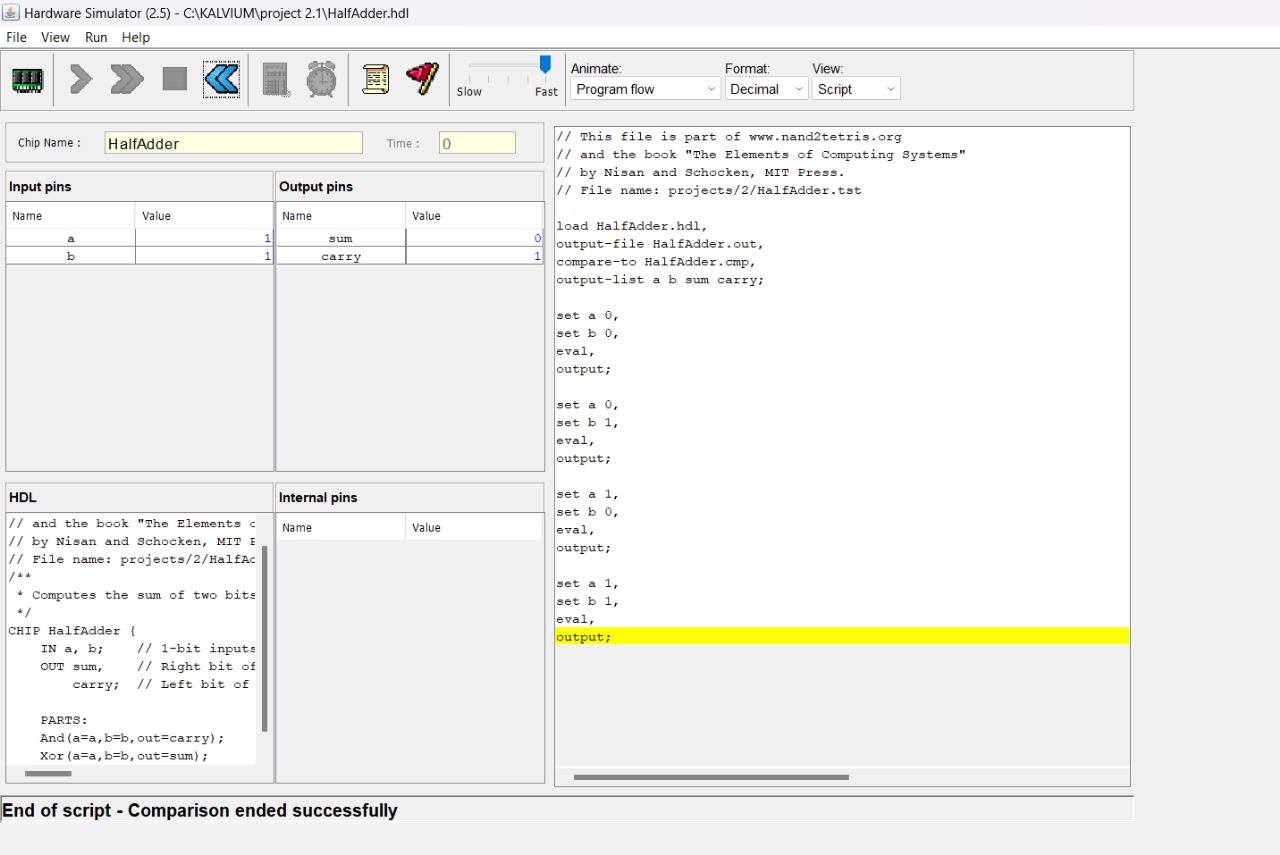 Hardware Simulator (2.5) - C:\KALVIUM\project 2.1\HalfAdder.hdl
File View Run Help
Slow Fast
Animate: Format: View:
Program flow Decimal Script
Chip Name : HalfAdder Time : 0
Input pins Output pins
Name Value Name Value
a 1 sum 0
b 1 carry 1
HDL Internal pins
Name Value
// and the book "The Elements c
// by Nisan and Schocken, MIT P
// File name: projects/2/HalfAc
/**
* Computes the sum of two bits
*/
CHIP HalfAdder {
IN a, b; // 1-bit inputs
OUT sum, // Right bit of
carry; // Left bit of
PARTS:
And(a=a,b=b,out=carry);
Xor(a=a,b=b,out=sum);
// This file is part of www.nand2tetris.org
// and the book "The Elements of Computing Systems"
// by Nisan and Schocken, MIT Press.
// File name: projects/2/HalfAdder.tst
load HalfAdder.hdl,
output-file HalfAdder.out,
compare-to HalfAdder.cmp,
output-list a b sum carry;
set a 0,
set b 0,
eval,
output;
set a 0,
set b 1,
eval,
output;
set a 1,
set b 0,
eval,
output;
set a 1,
set b 1,
eval,
output;
End of script - Comparison ended successfully